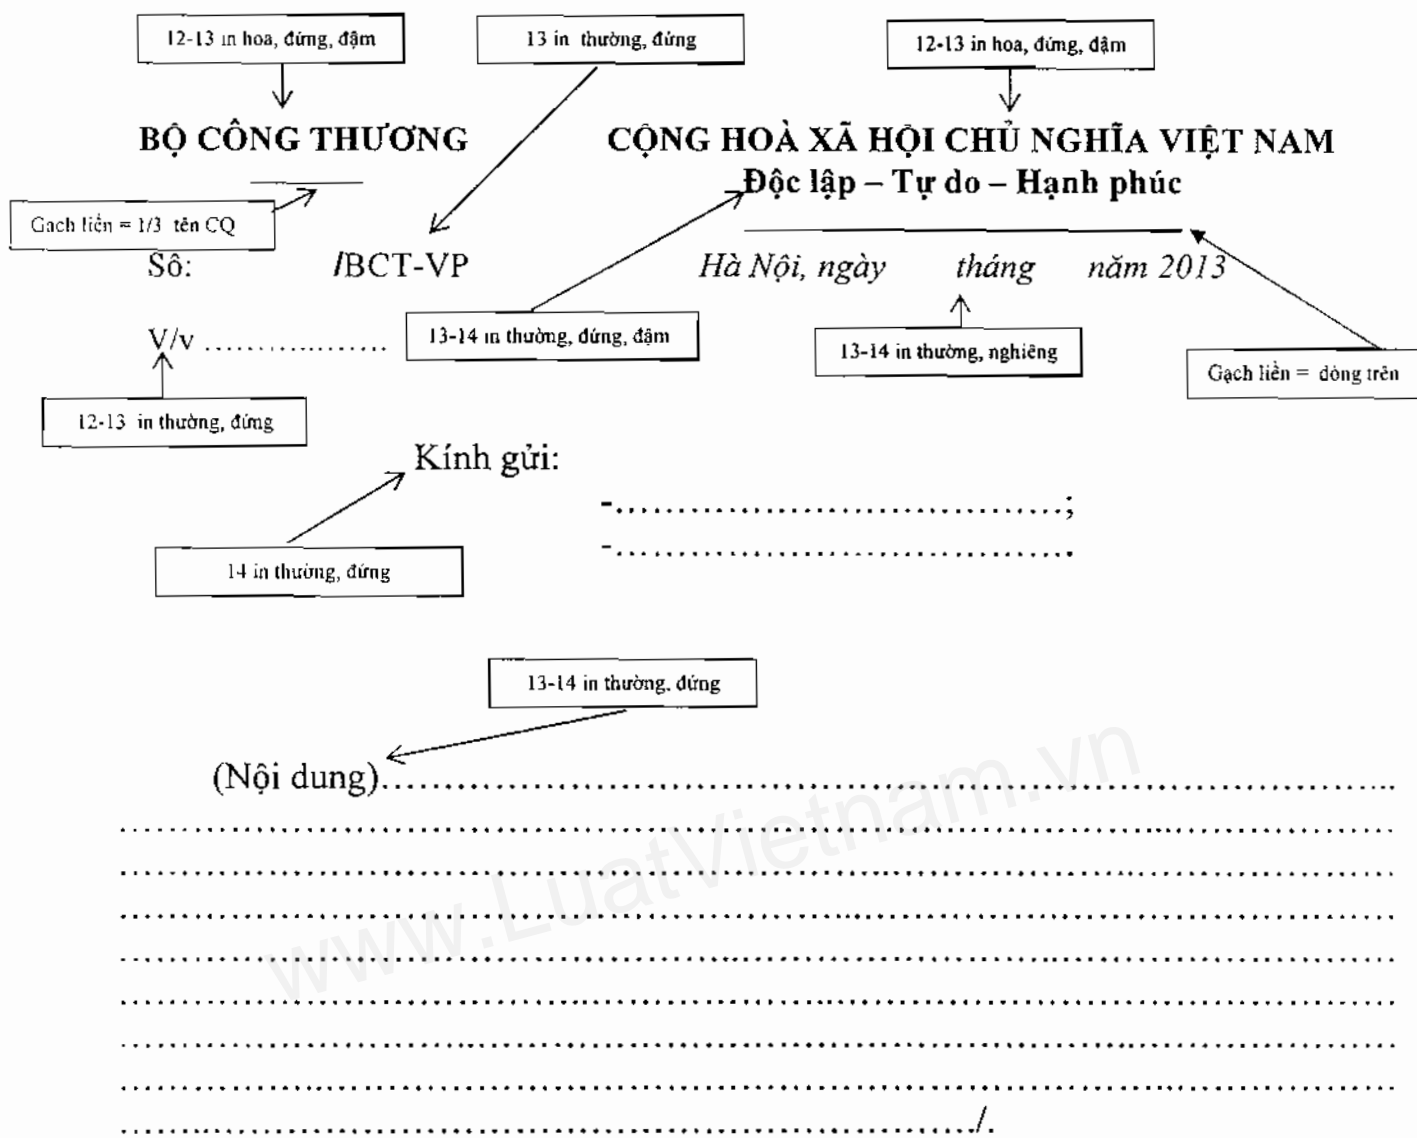 12-13 in hoa, đứng, đậm
13 in thường, đứng
12-13 in hoa, đứng, đậm
BỘ CÔNG THƯƠNG
CỘNG HOÀ XÃ HỘI CHỦ NGHĨA VIỆT NAM
Độc lập – Tự do – Hạnh phúc
Gạch liền = 1/3 tên CQ
Số: /BCT-VP
Hà Nội, ngày tháng năm 2013
V/v ..................
13-14 in thường, đứng, đậm
13-14 in thường, nghiêng
Gạch liền = dòng trên
12-13 in thường, đứng
Kính gửi:
-.................................;
-..................................
14 in thường, đứng
13-14 in thường, đứng
(Nội dung)..........................................................................
............................................................................................
............................................................................................
............................................................................................
............................................................................................
............................................................................................
............................................................................................
............................................................................................
............................................................../.
www.LuatVietnam.vn